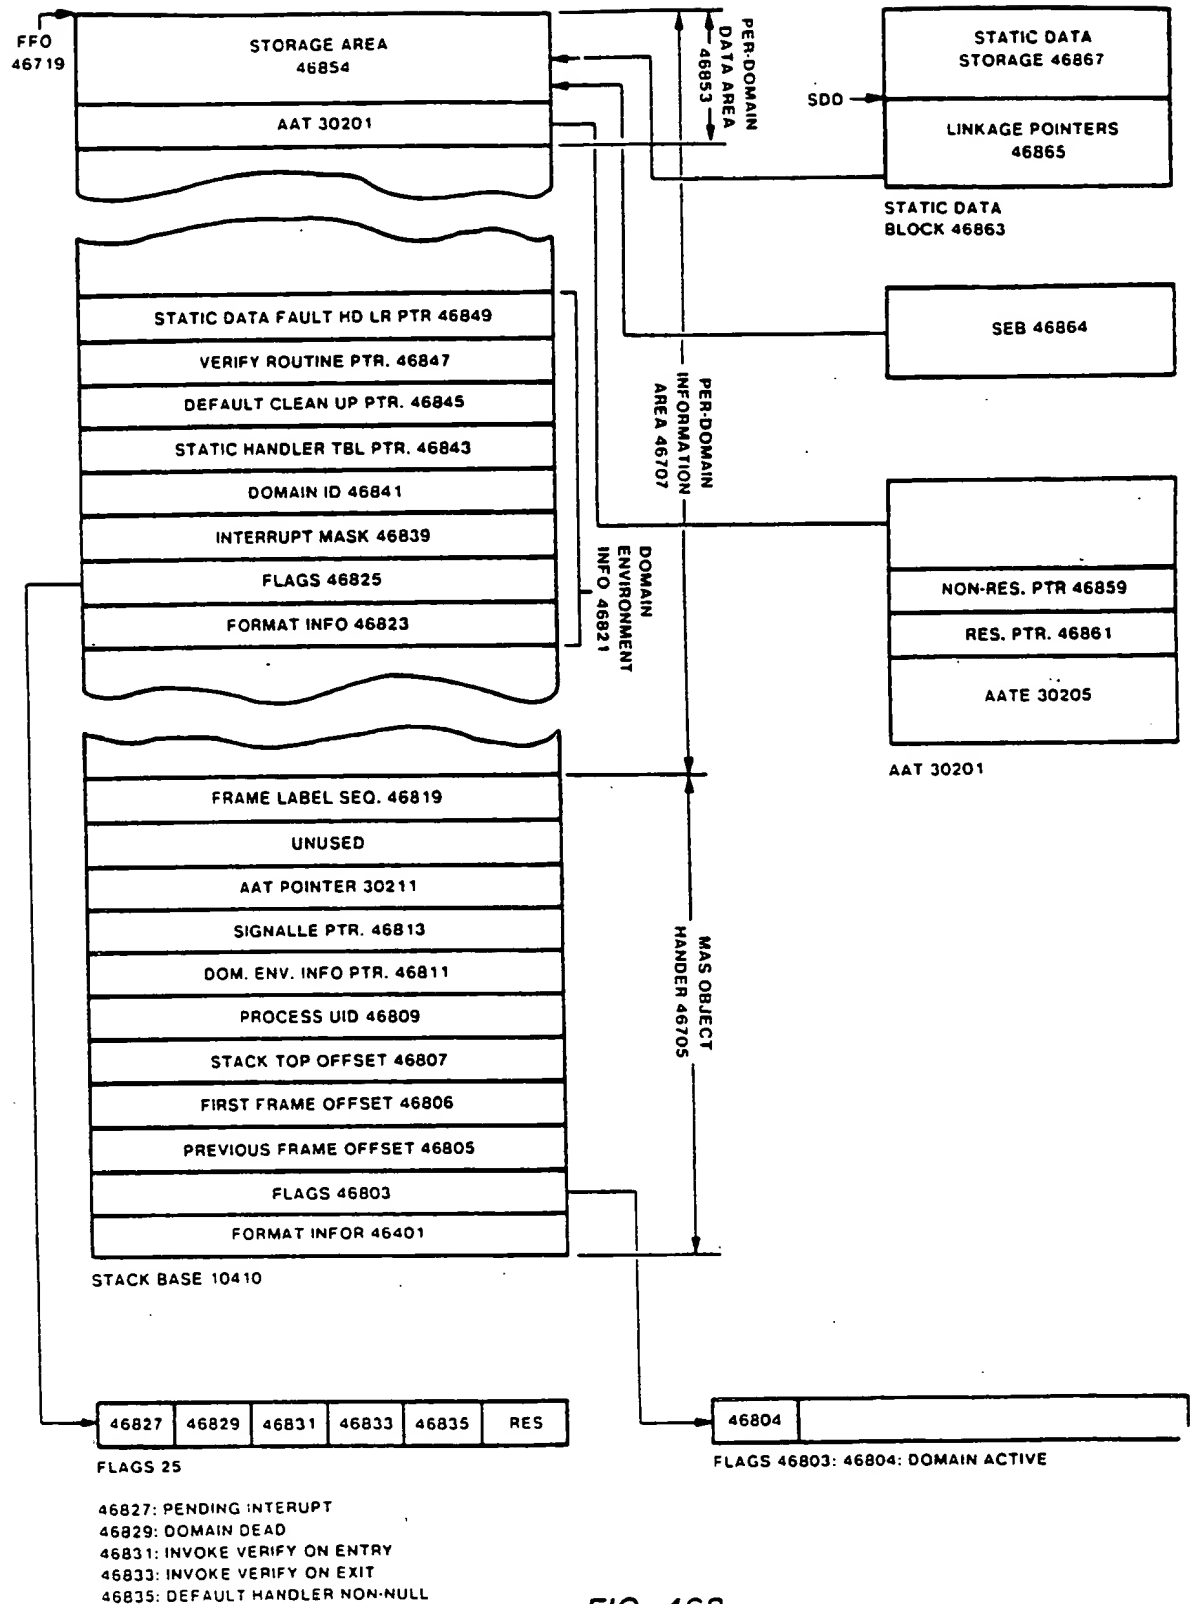 FFO
46719
STORAGE AREA
46854
AAT 30201
PER-DOMAIN
DATA AREA
46853
STATIC DATA
STORAGE 46867
SDO
LINKAGE POINTERS
46865
STATIC DATA
BLOCK 46863
STATIC DATA FAULT HD LR PTR 46849
VERIFY ROUTINE PTR. 46847
DEFAULT CLEAN UP PTR. 46845
STATIC HANDLER TBL PTR. 46843
DOMAIN ID 46841
INTERRUPT MASK 46839
FLAGS 46825
FORMAT INFO 46823
DOMAIN
ENVIRONMENT
INFO 46821
PER-DOMAIN
INFORMATION
AREA 46707
SEB 46864
NON-RES. PTR 46859
RES. PTR. 46861
AATE 30205
AAT 30201
FRAME LABEL SEQ. 46819
UNUSED
AAT POINTER 30211
SIGNALLE PTR. 46813
DOM. ENV. INFO PTR. 46811
PROCESS UID 46809
STACK TOP OFFSET 46807
FIRST FRAME OFFSET 46806
PREVIOUS FRAME OFFSET 46805
FLAGS 46803
FORMAT INFOR 46401
MAS OBJECT
HANDER 46705
STACK BASE 10410
46827 46829 46831 46833 46835 RES
FLAGS 25
46804
FLAGS 46803: 46804: DOMAIN ACTIVE
46827: PENDING INTERUPT
46829: DOMAIN DEAD
46831: INVOKE VERIFY ON ENTRY
46833: INVOKE VERIFY ON EXIT
46835: DEFAULT HANDLER NON-NULL
FIG. 468